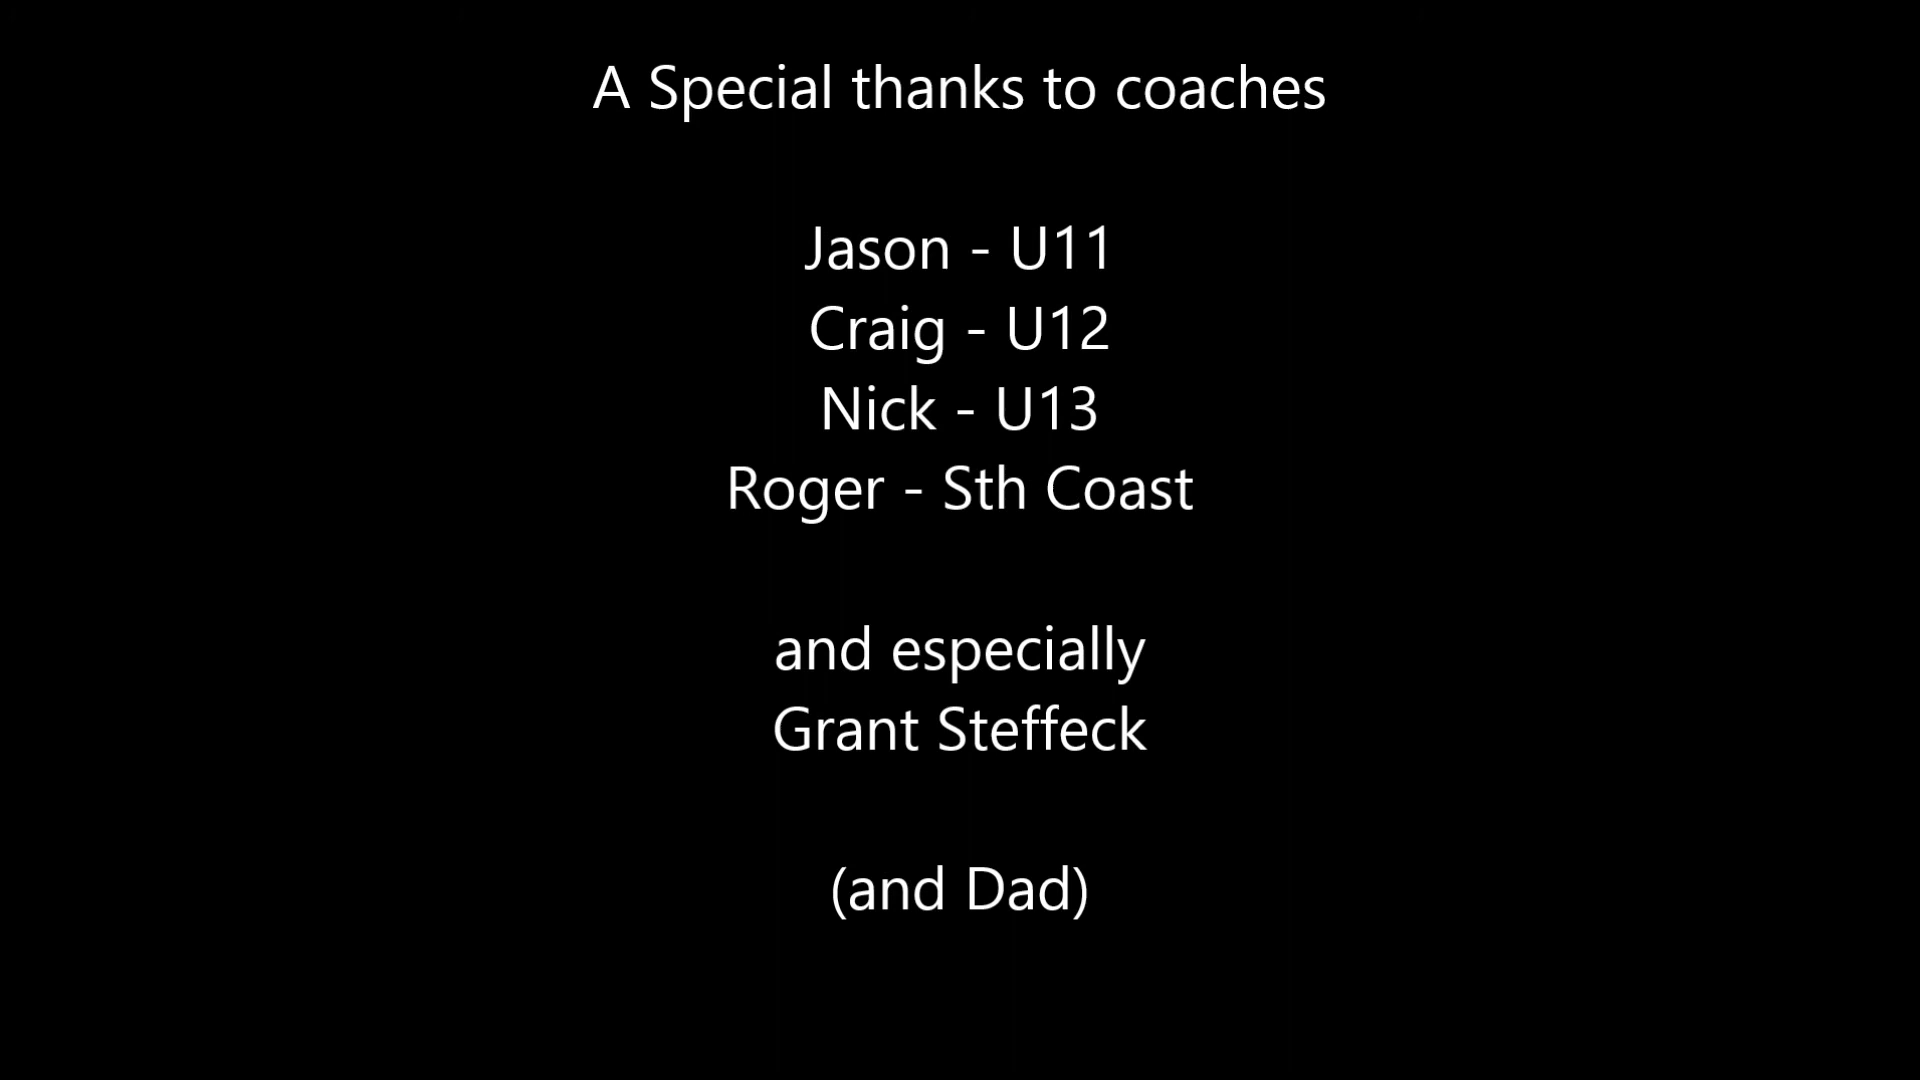 A Special thanks to coaches
Jason - U11
Craig - U12
Nick - U13
Roger - Sth Coast
and especially
Grant Steffeck
(and Dad)